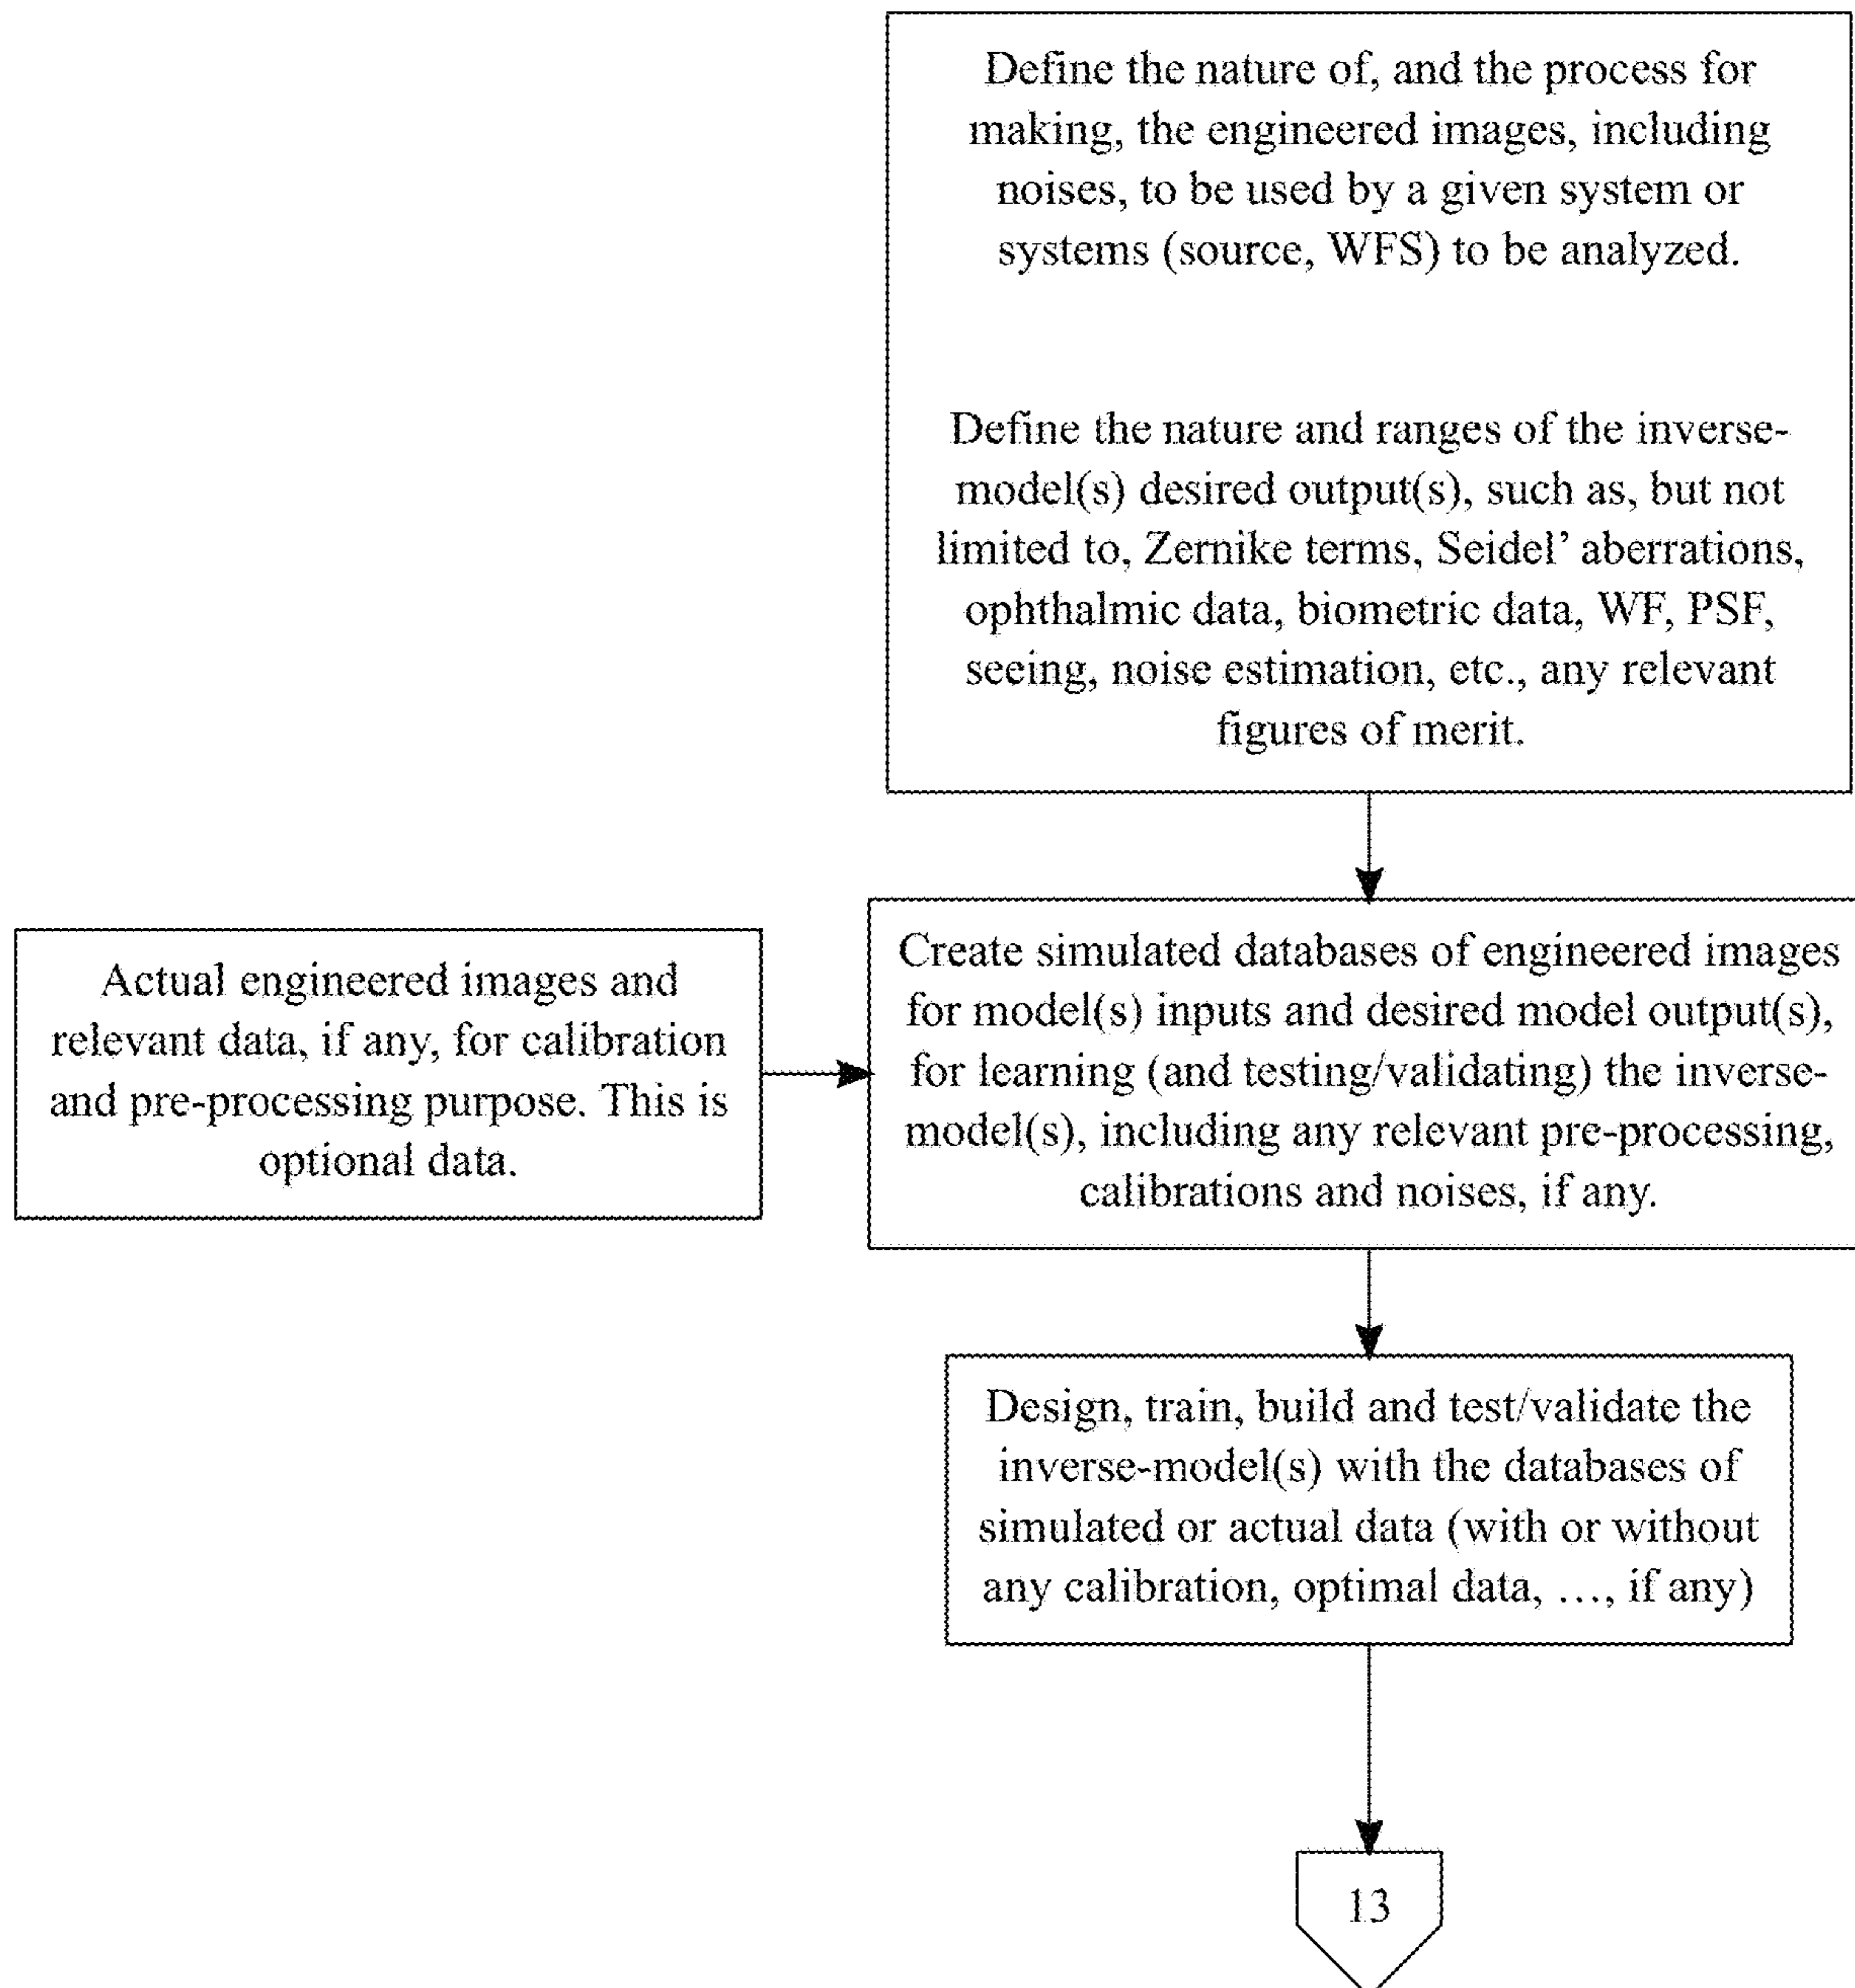 Define the nature of, and the process for
making, the engineered images, including
noises, to be used by a given system or
systems (source, WFS) to be analyzed.
Define the nature and ranges of the inverse-
model(s) desired output(s), such as, but not
limited to, Zernike terms, Seidel’ aberrations,
ophthalmic data, biometric data, WF, PSF,
seeing, noise estimation, etc., any relevant
figures of merit.
Actual engineered images and
relevant data, if any, for calibration
and pre-processing purpose. This is
optional data.
Create simulated databases of engineered images
for model(s) inputs and desired model output(s),
for learning (and testing/validating) the inverse-
model(s), including any relevant pre-processing,
calibrations and noises, if any.
Design, train, build and test/validate the
inverse-model(s) with the databases of
simulated or actual data (with or without
any calibration, optimal data, …, if any)
13